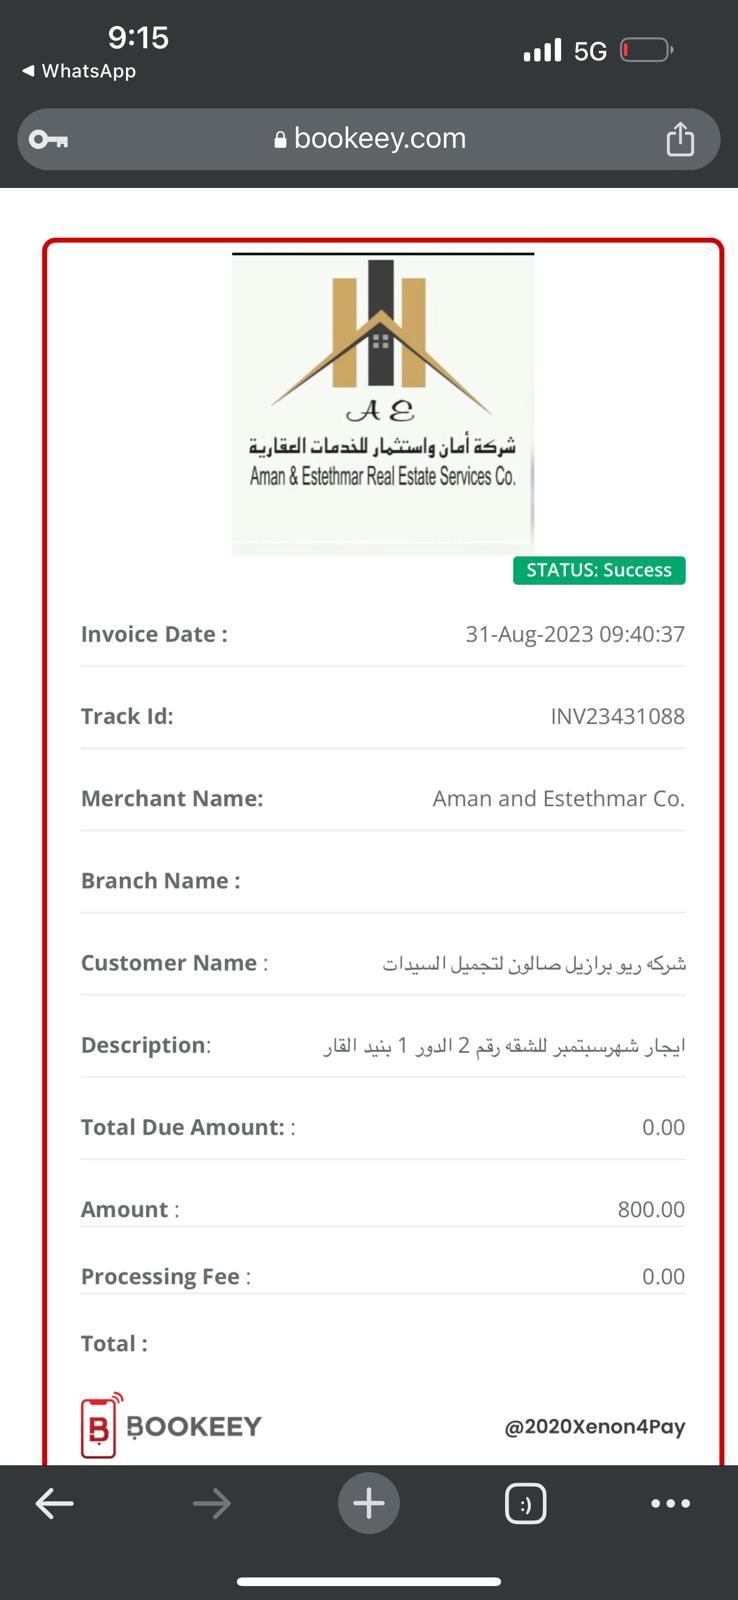 9:15
5G
◀ WhatsApp
bookeey.com
A E
شركة أمان واستثمار للخدمات العقارية
Aman & Estethmar Real Estate Services Co.
STATUS: Success
Invoice Date : 31-Aug-2023 09:40:37
Track Id: INV23431088
Merchant Name: Aman and Estethmar Co.
Branch Name :
Customer Name : شركه ريو برازيل صالون لتجميل السيدات
Description: ايجار شهرسبتمبر للشقه رقم 2 الدور 1 بنيد القار
Total Due Amount: : 0.00
Amount : 800.00
Processing Fee : 0.00
Total :
B BOOKEEY @2020Xenon4Pay
:)